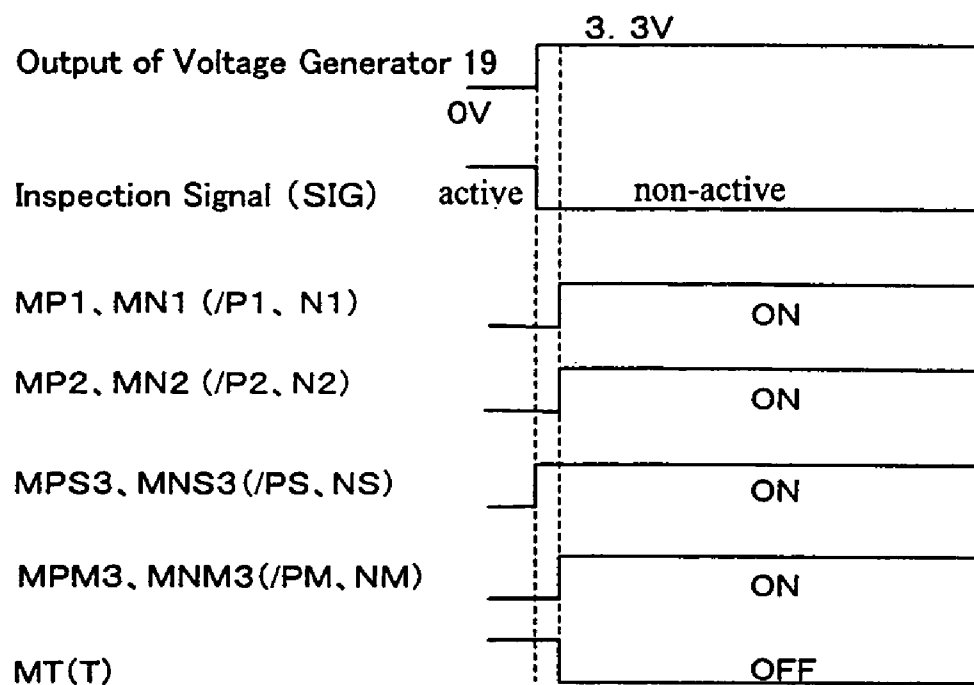 3. 3V
Output of Voltage Generator 19
0V
Inspection Signal (SIG) active non-active
MP1、MN1 (/P1、N1) ON
MP2、MN2 (/P2、N2) ON
MPS3、MNS3(/PS、NS) ON
MPM3、MNM3(/PM、NM) ON
MT(T) OFF